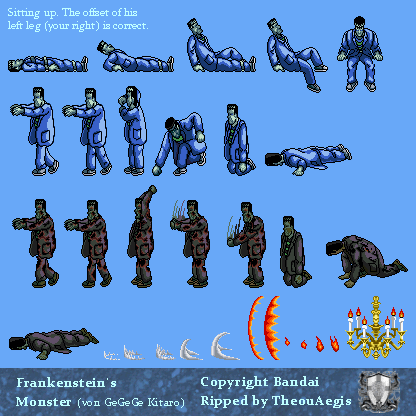 Sitting up. The offset of his
left leg (your right) is correct.
Frankenstein's
Monster (von GeGeGe Kitaro)
Copyright Bandai
Ripped by TheouAegis